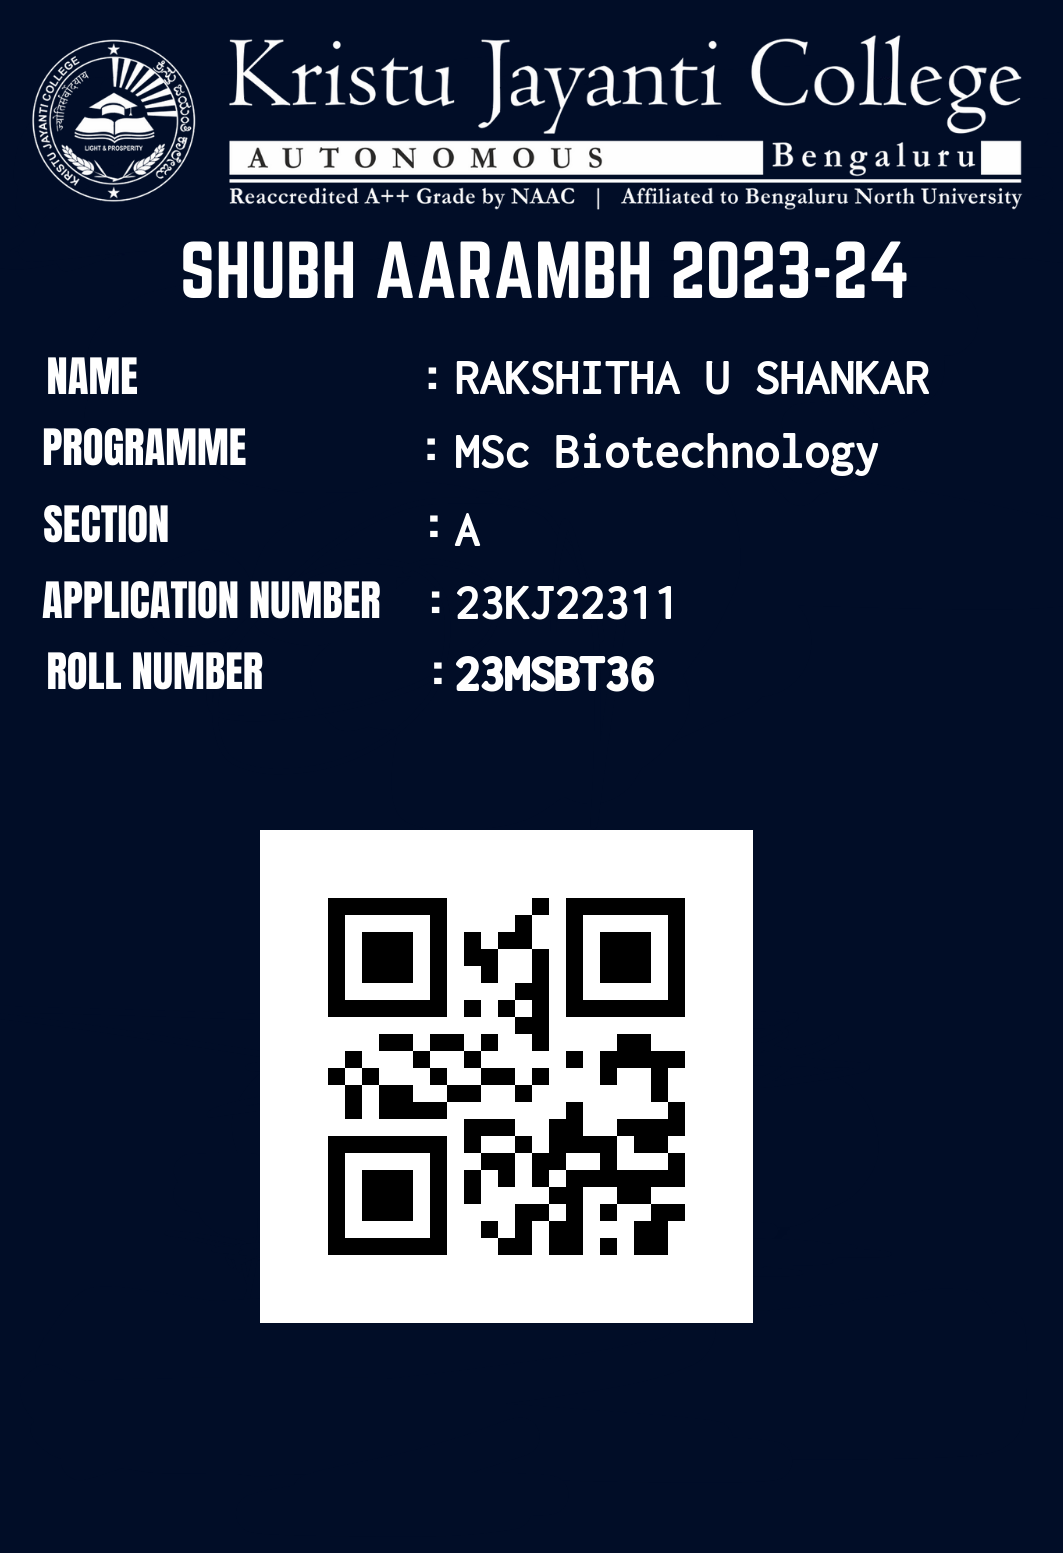 Kristu Jayanti College
AUTONOMOUS Bengaluru
Reaccredited A++ Grade by NAAC | Affiliated to Bengaluru North University
KRISTU JAYANTI COLLEGE
ಕ್ರಿಸ್ತು ಜಯಂತಿ ಕಾಲೇಜು
LIGHT & PROSPERITY
SHUBH AARAMBH 2023-24
NAME : RAKSHITHA U SHANKAR
PROGRAMME : MSc Biotechnology
SECTION : A
APPLICATION NUMBER : 23KJ22311
ROLL NUMBER : 23MSBT36